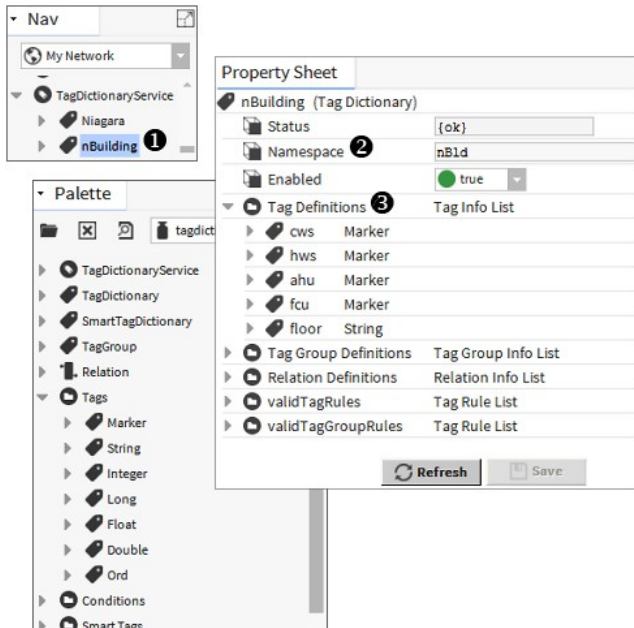 Nav
My Network
TagDictionaryService
Niagara
nBuilding 1
Property Sheet
nBuilding (Tag Dictionary)
Status {ok}
Namespace 2 nBld
Enabled true
Tag Definitions 3 Tag Info List
cws Marker
hws Marker
ahu Marker
fcu Marker
floor String
Tag Group Definitions Tag Group Info List
Relation Definitions Relation Info List
validTagRules Tag Rule List
validTagGroupRules Tag Rule List
Refresh Save
Palette
tagdict
TagDictionaryService
TagDictionary
SmartTagDictionary
TagGroup
Relation
Tags
Marker
String
Integer
Long
Float
Double
Ord
Conditions
Smart Tags